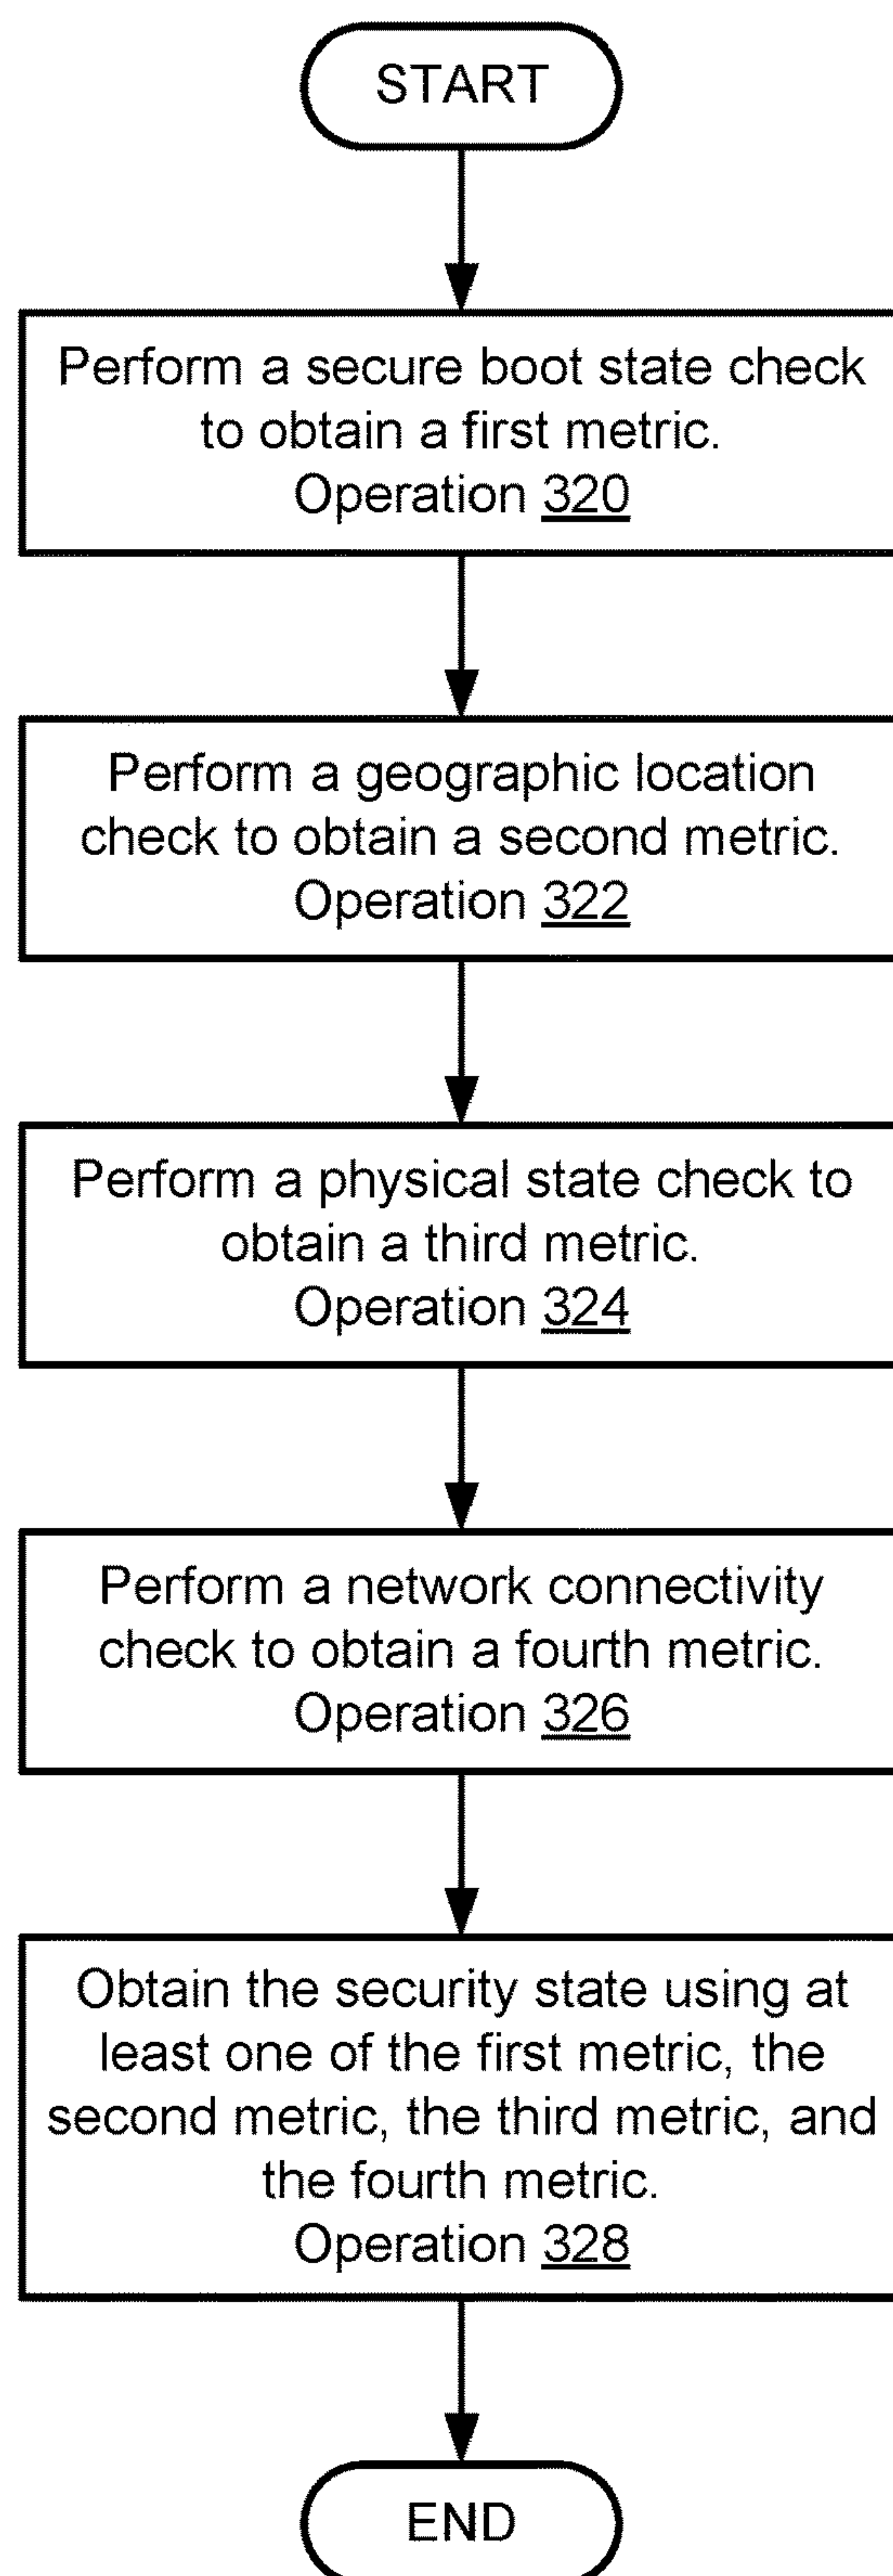 START
Perform a secure boot state check
to obtain a first metric.
Operation 320
Perform a geographic location
check to obtain a second metric.
Operation 322
Perform a physical state check to
obtain a third metric.
Operation 324
Perform a network connectivity
check to obtain a fourth metric.
Operation 326
Obtain the security state using at
least one of the first metric, the
second metric, the third metric, and
the fourth metric.
Operation 328
END